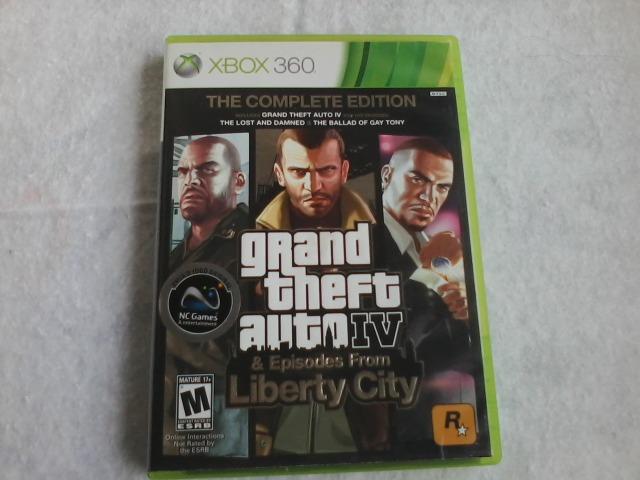 XBOX 360
THE COMPLETE EDITION
GRAND THEFT AUTO IV
THE LOST AND DAMNED & THE BALLAD OF GAY TONY
grand
theft
auto IV
& Episodes From
Liberty City
NC Games
& entertainment
MATURE 17+
M
ESRB
Online Interactions
Not Rated by
the ESRB
R